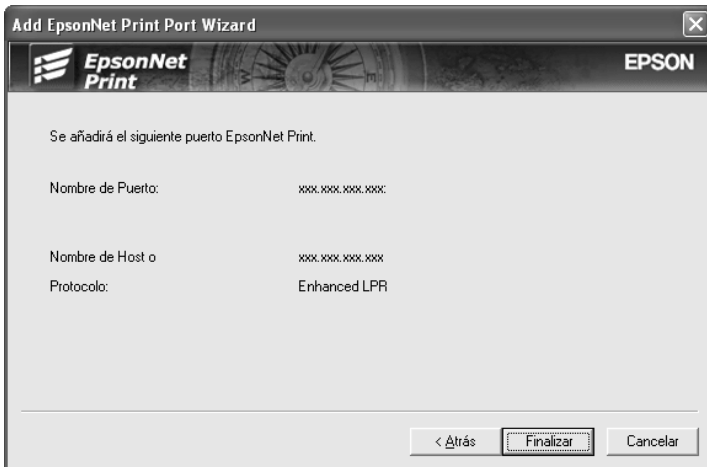 Add EpsonNet Print Port Wizard
EpsonNet
Print
EPSON
W
E
Se añadirá el siguiente puerto EpsonNet Print.
Nombre de Puerto: xxx.xxx.xxx.xxx:
Nombre de Host o xxx.xxx.xxx.xxx
Protocolo: Enhanced LPR
< Atrás Finalizar Cancelar